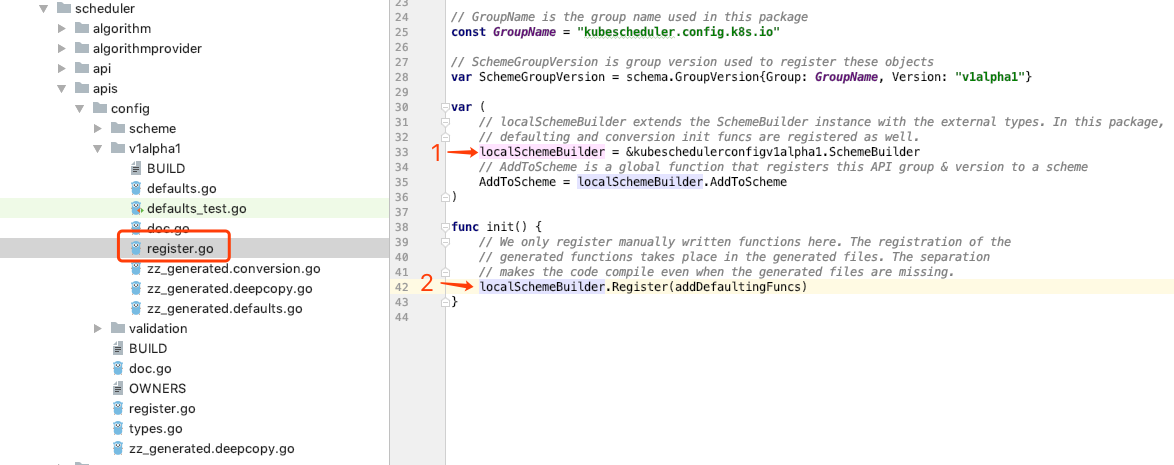 scheduler
algorithm
algorithmprovider
api
apis
config
scheme
v1alpha1
BUILD
defaults.go
defaults_test.go
doc.go
register.go
zz_generated.conversion.go
zz_generated.deepcopy.go
zz_generated.defaults.go
validation
BUILD
doc.go
OWNERS
register.go
types.go
zz_generated.deepcopy.go
23
24 // GroupName is the group name used in this package
25 const GroupName = "kubescheduler.config.k8s.io"
26
27 // SchemeGroupVersion is group version used to register these objects
28 var SchemeGroupVersion = schema.GroupVersion{Group: GroupName, Version: "v1alpha1"}
29
30 var (
31 // localSchemeBuilder extends the SchemeBuilder instance with the external types. In this package,
32 // defaulting and conversion init funcs are registered as well.
33 1 localSchemeBuilder = &kubeschedulerconfigv1alpha1.SchemeBuilder
34 // AddToScheme is a global function that registers this API group & version to a scheme
35 AddToScheme = localSchemeBuilder.AddToScheme
36 )
37
38 func init() {
39 // We only register manually written functions here. The registration of the
40 // generated functions takes place in the generated files. The separation
41 // makes the code compile even when the generated files are missing.
42 2 localSchemeBuilder.Register(addDefaultingFuncs)
43 }
44